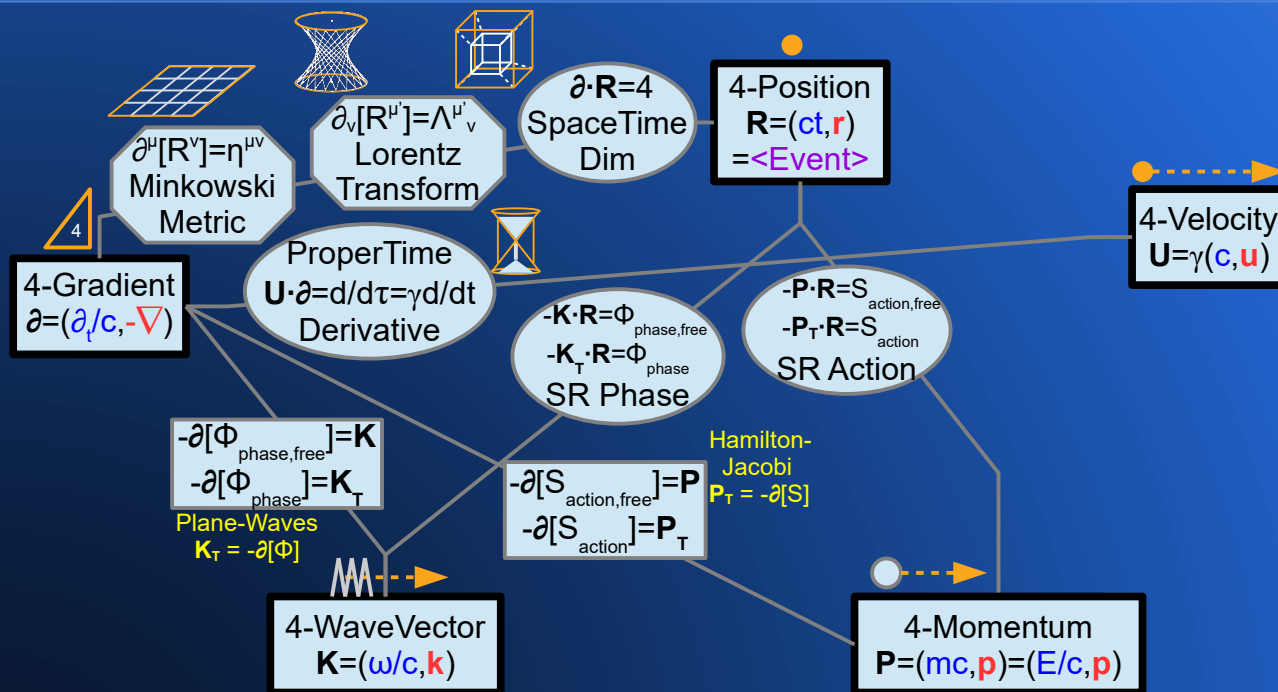 ∂·R=4
SpaceTime
Dim
4-Position
R=(ct,r)
=<Event>
∂ν[Rμ']=Λμ'ν
Lorentz
Transform
∂μ[Rν]=ημν
Minkowski
Metric
4
4-Velocity
U=γ(c,u)
ProperTime
U·∂=d/dτ=γd/dt
Derivative
4-Gradient
∂=(∂t/c,-∇)
-K·R=Φphase,free
-KT·R=Φphase
SR Phase
-P·R=Saction,free
-PT·R=Saction
SR Action
-∂[Φphase,free]=K
-∂[Φphase]=KT
Plane-Waves
KT = -∂[Φ]
-∂[Saction,free]=P
-∂[Saction]=PT
Hamilton-
Jacobi
PT = -∂[S]
4-WaveVector
K=(ω/c,k)
4-Momentum
P=(mc,p)=(E/c,p)